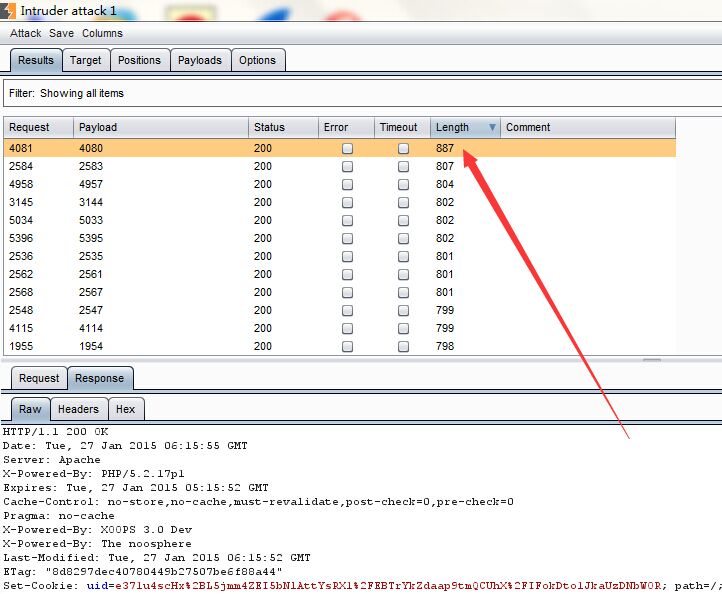 Intruder attack 1
Attack Save Columns
Results Target Positions Payloads Options
Filter: Showing all items
Request Payload Status Error Timeout Length Comment
4081 4080 200 887
2584 2583 200 807
4958 4957 200 804
3145 3144 200 802
5034 5033 200 802
5396 5395 200 802
2536 2535 200 801
2562 2561 200 801
2568 2567 200 801
2548 2547 200 799
4115 4114 200 799
1955 1954 200 798
Request Response
Raw Headers Hex
HTTP/1.1 200 OK
Date: Tue, 27 Jan 2015 06:15:55 GMT
Server: Apache
X-Powered-By: PHP/5.2.17p1
Expires: Tue, 27 Jan 2015 05:15:52 GMT
Cache-Control: no-store,no-cache,must-revalidate,post-check=0,pre-check=0
Pragma: no-cache
X-Powered-By: XOOPS 3.0 Dev
X-Powered-By: The noosphere
Last-Modified: Tue, 27 Jan 2015 06:15:52 GMT
ETag: "8d8297dec40780449b27507be6f88a44"
Set-Cookie: path=/;